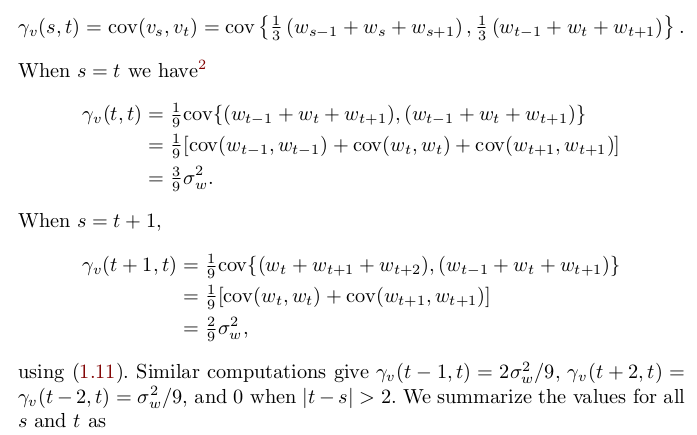 γ_v(s, t) = cov(v_s, v_t) = cov {1/3 (w_{s−1} + w_s + w_{s+1}) , 1/3 (w_{t−1} + w_t + w_{t+1})} .
When s = t we have²
γ_v(t, t) = 1/9 cov{(w_{t−1} + w_t + w_{t+1}), (w_{t−1} + w_t + w_{t+1})}
= 1/9 [cov(w_{t−1}, w_{t−1}) + cov(w_t, w_t) + cov(w_{t+1}, w_{t+1})]
= 3/9 σ_w^2.
When s = t + 1,
γ_v(t + 1, t) = 1/9 cov{(w_t + w_{t+1} + w_{t+2}), (w_{t−1} + w_t + w_{t+1})}
= 1/9 [cov(w_t, w_t) + cov(w_{t+1}, w_{t+1})]
= 2/9 σ_w^2,
using (1.11). Similar computations give γ_v(t − 1, t) = 2σ_w^2/9, γ_v(t + 2, t) =
γ_v(t − 2, t) = σ_w^2/9, and 0 when |t − s| > 2. We summarize the values for all
s and t as